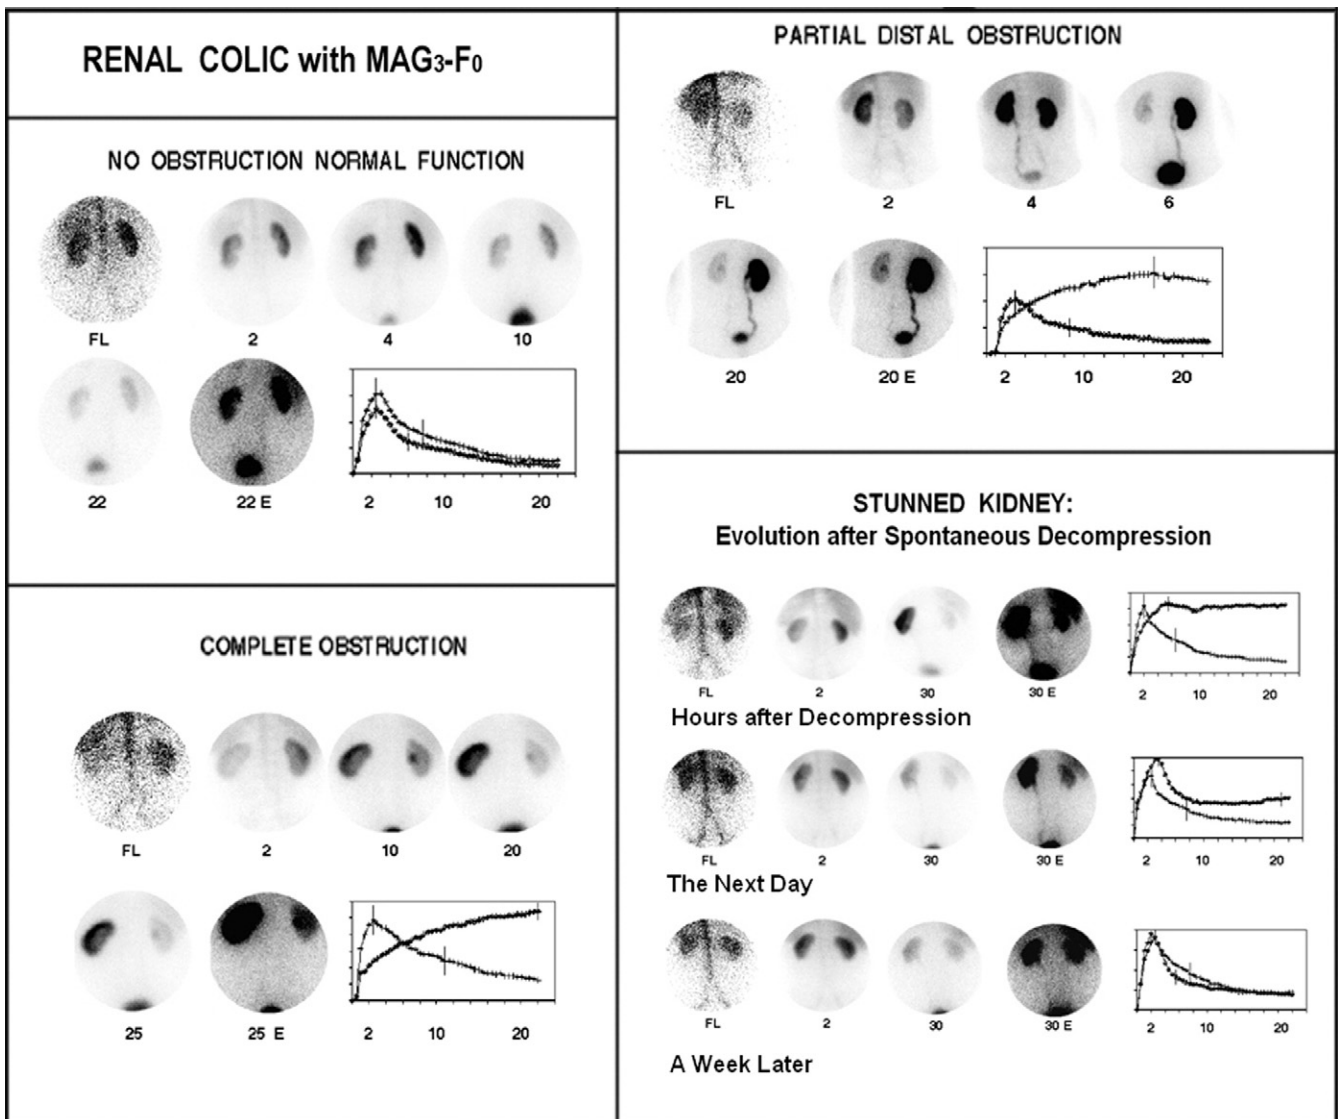 RENAL COLIC with MAG₃-F₀
NO OBSTRUCTION NORMAL FUNCTION
FL 2 4 10
22 22 E 2 10 20
COMPLETE OBSTRUCTION
FL 2 10 20
25 25 E 2 10 20
PARTIAL DISTAL OBSTRUCTION
FL 2 4 6
20 20 E 2 10 20
STUNNED KIDNEY:
Evolution after Spontaneous Decompression
FL 2 30 30 E 2 10 20
Hours after Decompression
FL 2 30 30 E 2 10 20
The Next Day
FL 2 30 30 E 2 10 20
A Week Later